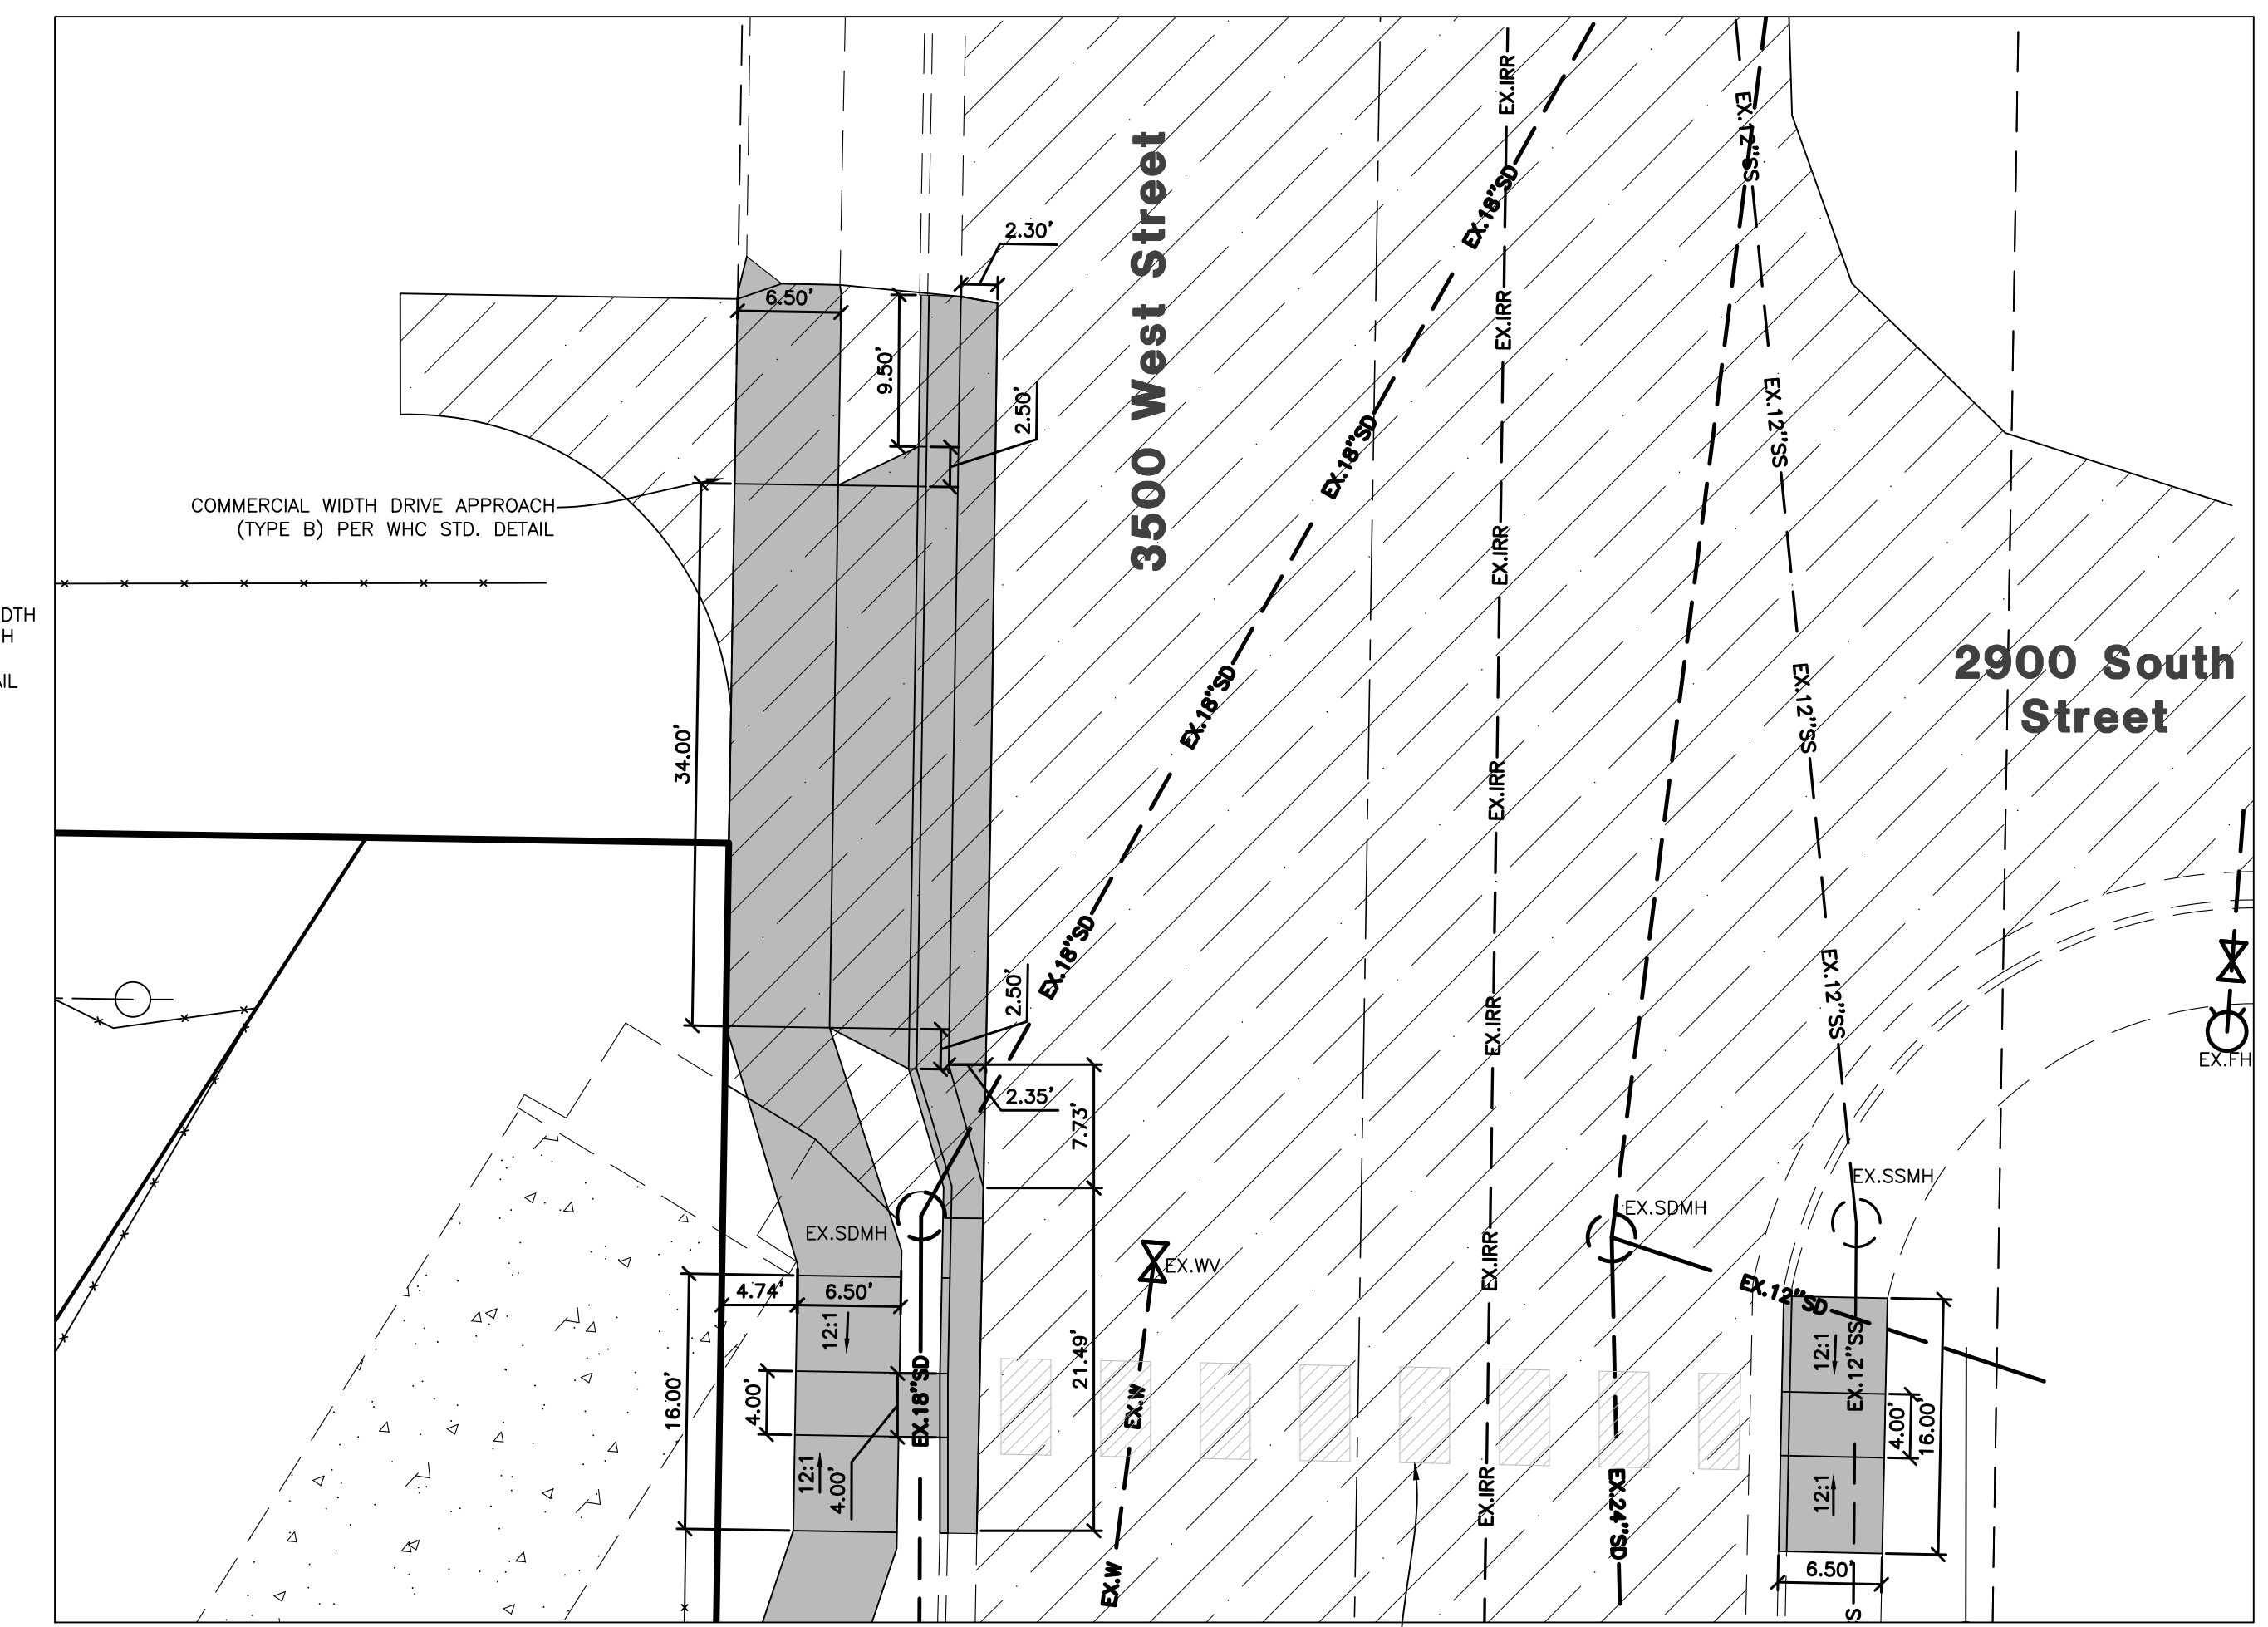 EX.IRR
EX.12"SS
EX.18"SD
3500 West Street
2.30'
6.50'
EX.IRR
9.50'
2.50'
EX.12"SS
EX.18"SD
COMMERCIAL WIDTH DRIVE APPROACH
(TYPE B) PER WHC STD. DETAIL
EX.IRR
DTH
H
IL
2900 South
Street
EX.18"SD
EX.12"SS
34.00'
EX.IRR
EX.18"SD
2.50'
EX.IRR
EX.12"SS
EX.FH
2.35'
7.73'
EX.SSMH
EX.SDMH
EX.SDMH
EX.WV
EX.IRR
4.74'
6.50'
EX.12"SD
12:1
12:1
EX.12"SS
21.49'
16.00'
4.00'
EX.18"SD
EX.W
4.00'
16.00'
12:1
4.00'
12:1
EX.IRR
EX.24"SD
EX.W
6.50'
S